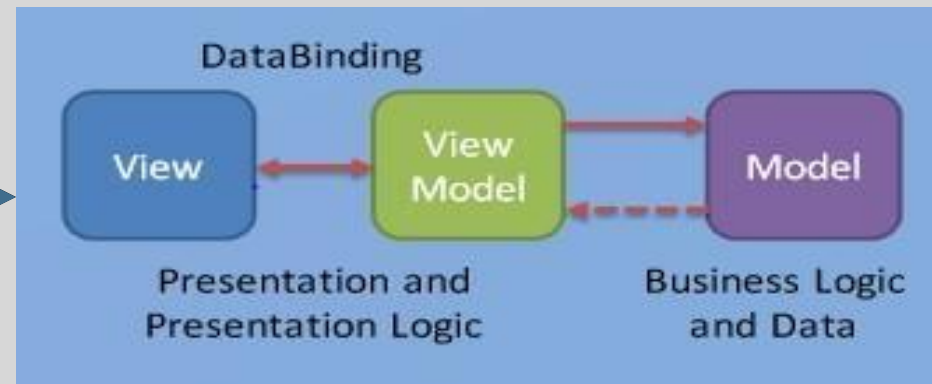 DataBinding
View
View
Model
Model
Presentation and
Presentation Logic
Business Logic
and Data